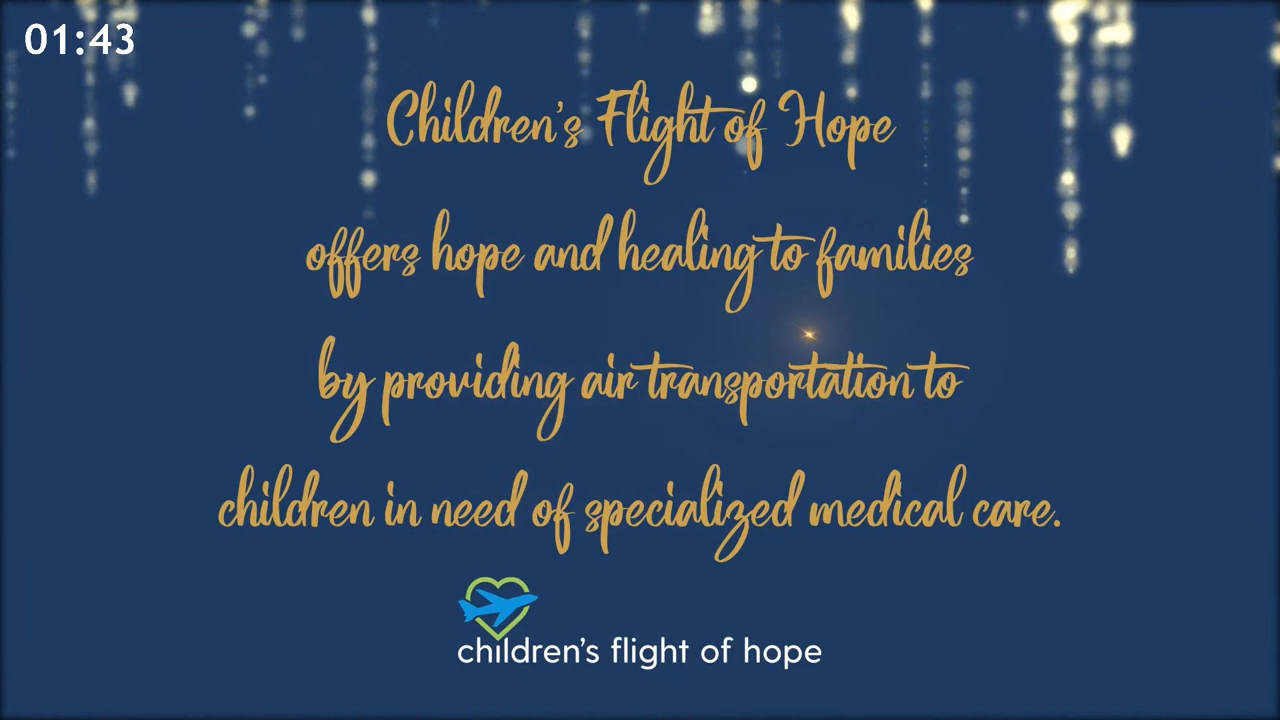 01:43
Children's Flight of Hope
offers hope and healing to families
by providing air transportation to
children in need of specialized medical care.
children's flight of hope